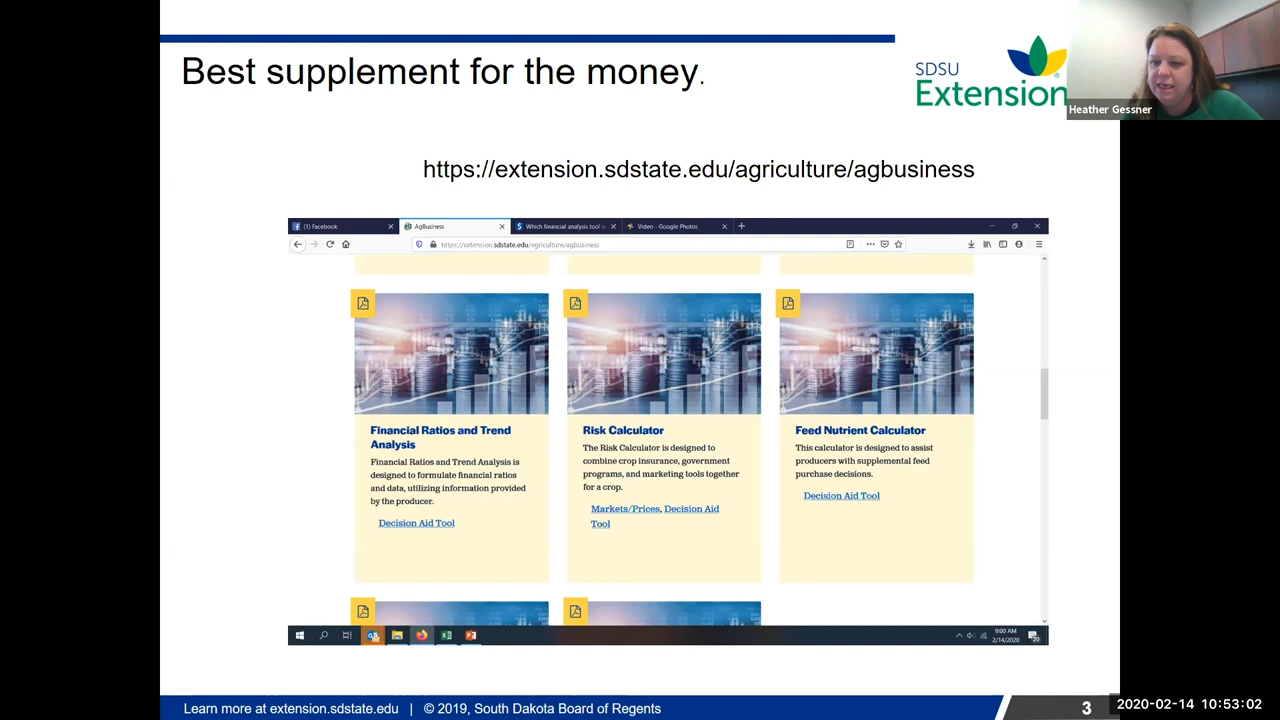 Best supplement for the money.
SDSU
Extension
Heather Gessner
https://extension.sdstate.edu/agriculture/agbusiness
(1) Facebook
AgBusiness
Which financial analysis tool is
Video - Google Photos
https://extension.sdstate.edu/agriculture/agbusiness
Financial Ratios and Trend
Analysis
Financial Ratios and Trend Analysis is
designed to formulate financial ratios
and data, utilizing information provided
by the producer.
Decision Aid Tool
Risk Calculator
The Risk Calculator is designed to
combine crop insurance, government
programs, and marketing tools together
for a crop.
Markets/Prices, Decision Aid
Tool
Feed Nutrient Calculator
This calculator is designed to assist
producers with supplemental feed
purchase decisions.
Decision Aid Tool
9:00 AM
2/14/2020
Learn more at extension.sdstate.edu | © 2019, South Dakota Board of Regents
3
2020-02-14 10:53:02